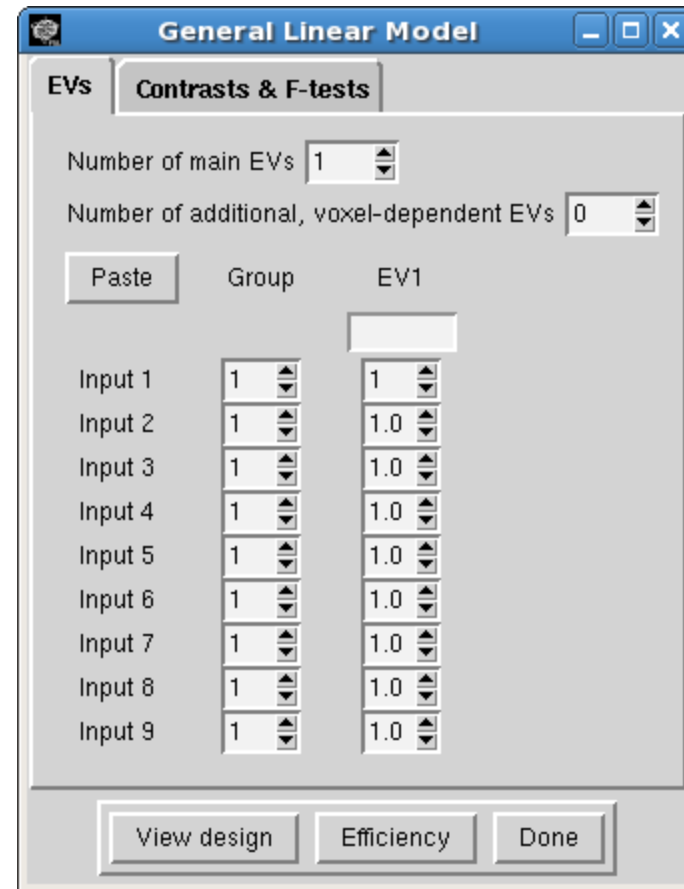 General Linear Model
EVs Contrasts & F-tests
Number of main EVs 1
Number of additional, voxel-dependent EVs 0
Paste Group EV1
Input 1 1 1
Input 2 1 1.0
Input 3 1 1.0
Input 4 1 1.0
Input 5 1 1.0
Input 6 1 1.0
Input 7 1 1.0
Input 8 1 1.0
Input 9 1 1.0
View design Efficiency Done